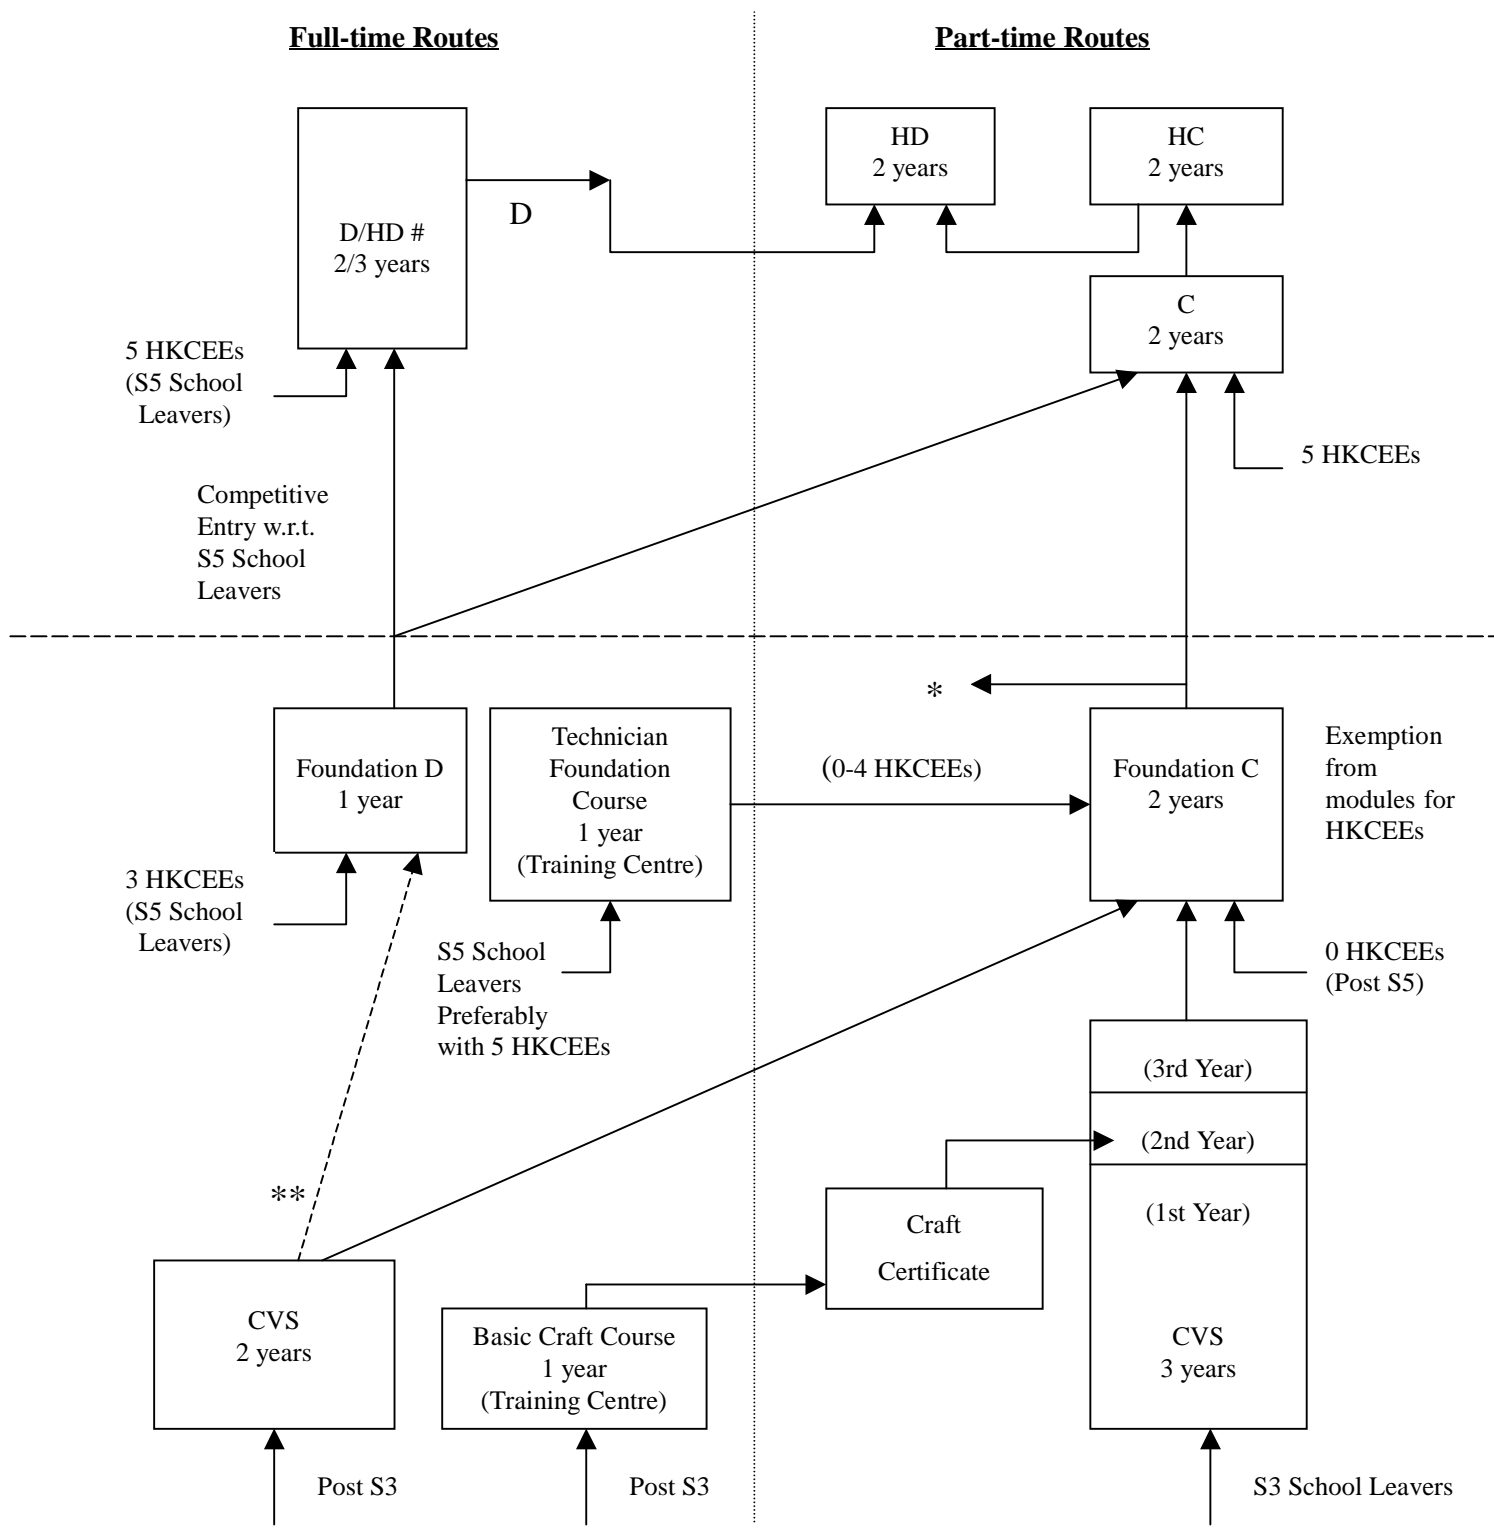 Full-time Routes
Part-time Routes
D/HD #
2/3 years
D
HD
2 years
HC
2 years
C
2 years
5 HKCEEs
(S5 School
Leavers)
5 HKCEEs
Competitive
Entry w.r.t.
S5 School
Leavers
*
Foundation D
1 year
Technician
Foundation
Course
1 year
(Training Centre)
(0-4 HKCEEs)
Foundation C
2 years
Exemption
from
modules for
HKCEEs
3 HKCEEs
(S5 School
Leavers)
S5 School
Leavers
Preferably
with 5 HKCEEs
0 HKCEEs
(Post S5)
(3rd Year)
(2nd Year)
(1st Year)
CVS
3 years
**
Craft
Certificate
CVS
2 years
Basic Craft Course
1 year
(Training Centre)
Post S3
Post S3
S3 School Leavers